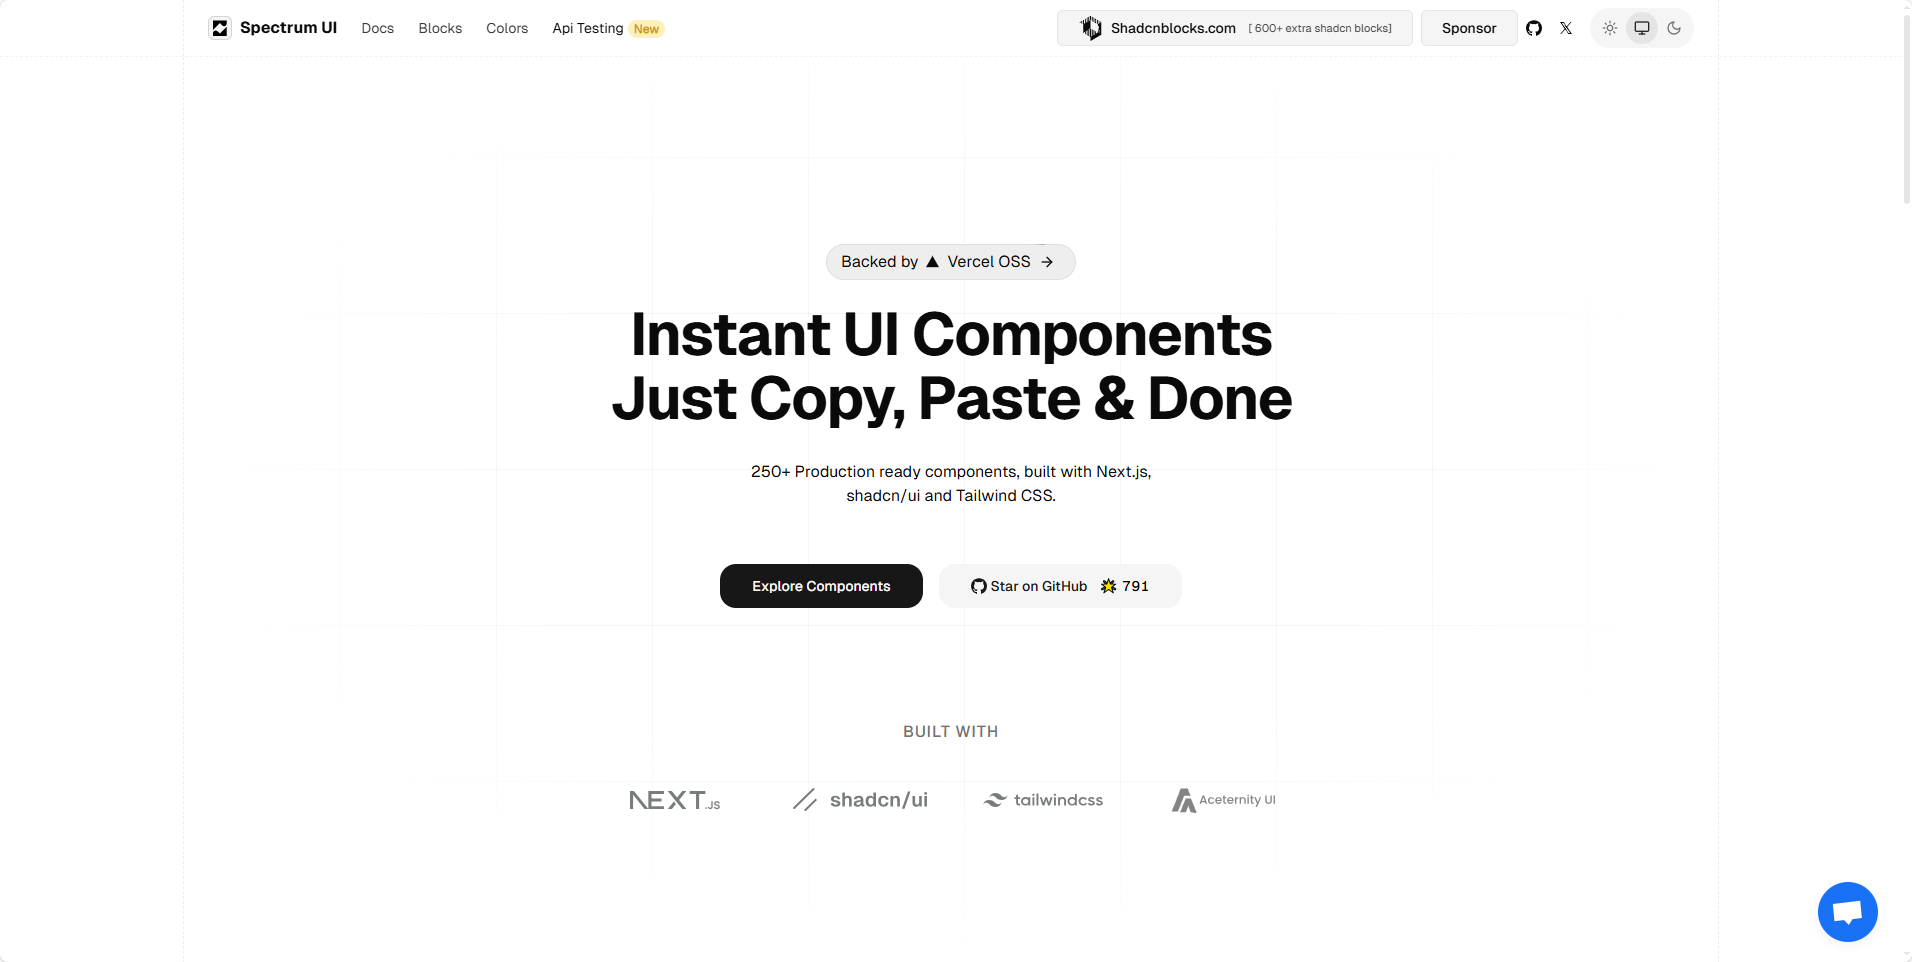 Spectrum UI Docs Blocks Colors Api Testing New Shadcnblocks.com [ 600+ extra shadcn blocks] Sponsor
Backed by Vercel OSS →
Instant UI Components
Just Copy, Paste & Done
250+ Production ready components, built with Next.js,
shadcn/ui and Tailwind CSS.
Explore Components Star on GitHub 791
BUILT WITH
NEXT.JS shadcn/ui tailwindcss Aceternity UI